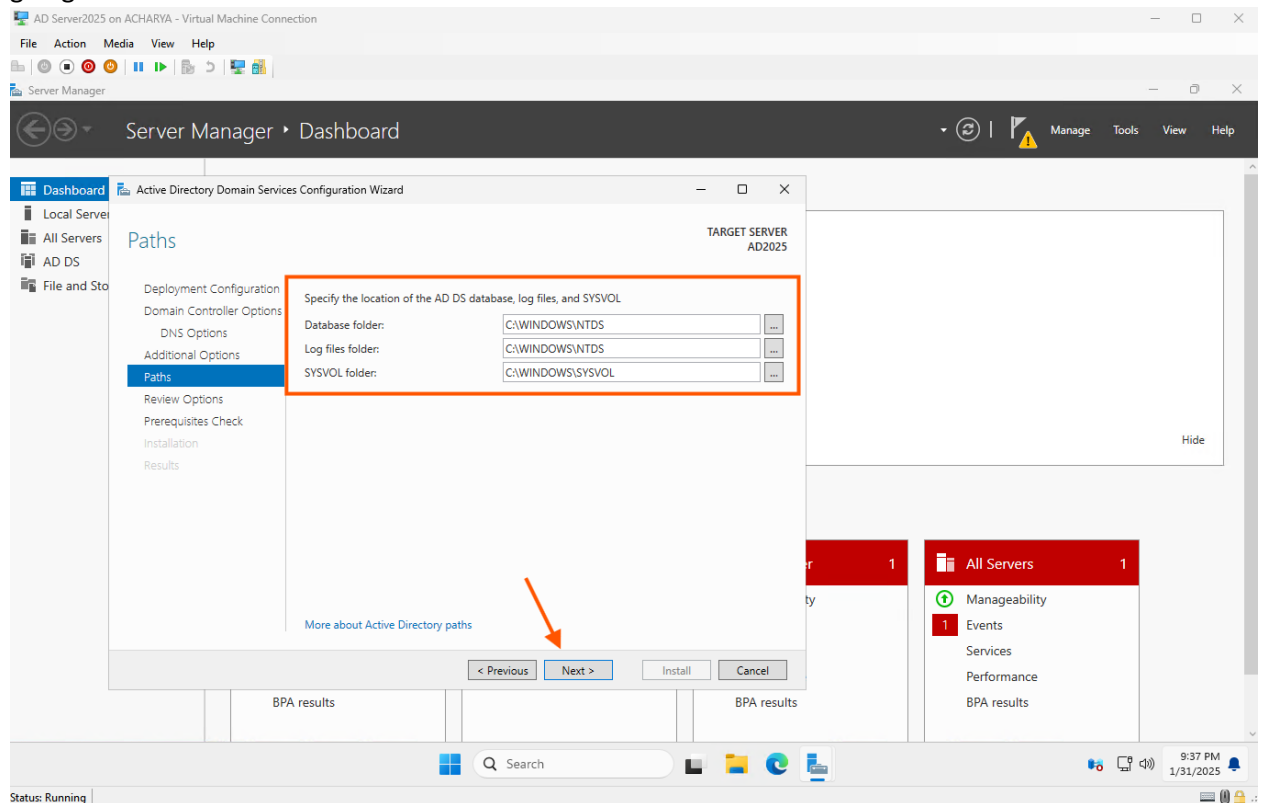 AD Server2025 on ACHARYA - Virtual Machine Connection
File Action Media View Help
Server Manager
Server Manager ‣ Dashboard
Manage Tools View Help
Dashboard
Local Server
All Servers
AD DS
File and Sto
Active Directory Domain Services Configuration Wizard
Paths
TARGET SERVER
AD2025
Deployment Configuration
Domain Controller Options
DNS Options
Additional Options
Paths
Review Options
Prerequisites Check
Installation
Results
Specify the location of the AD DS database, log files, and SYSVOL
Database folder: C:\WINDOWS\NTDS ...
Log files folder: C:\WINDOWS\NTDS ...
SYSVOL folder: C:\WINDOWS\SYSVOL ...
More about Active Directory paths
< Previous Next > Install Cancel
Hide
1
ty
BPA results
BPA results
All Servers 1
Manageability
1 Events
Services
Performance
BPA results
Search
9:37 PM
1/31/2025
Status: Running